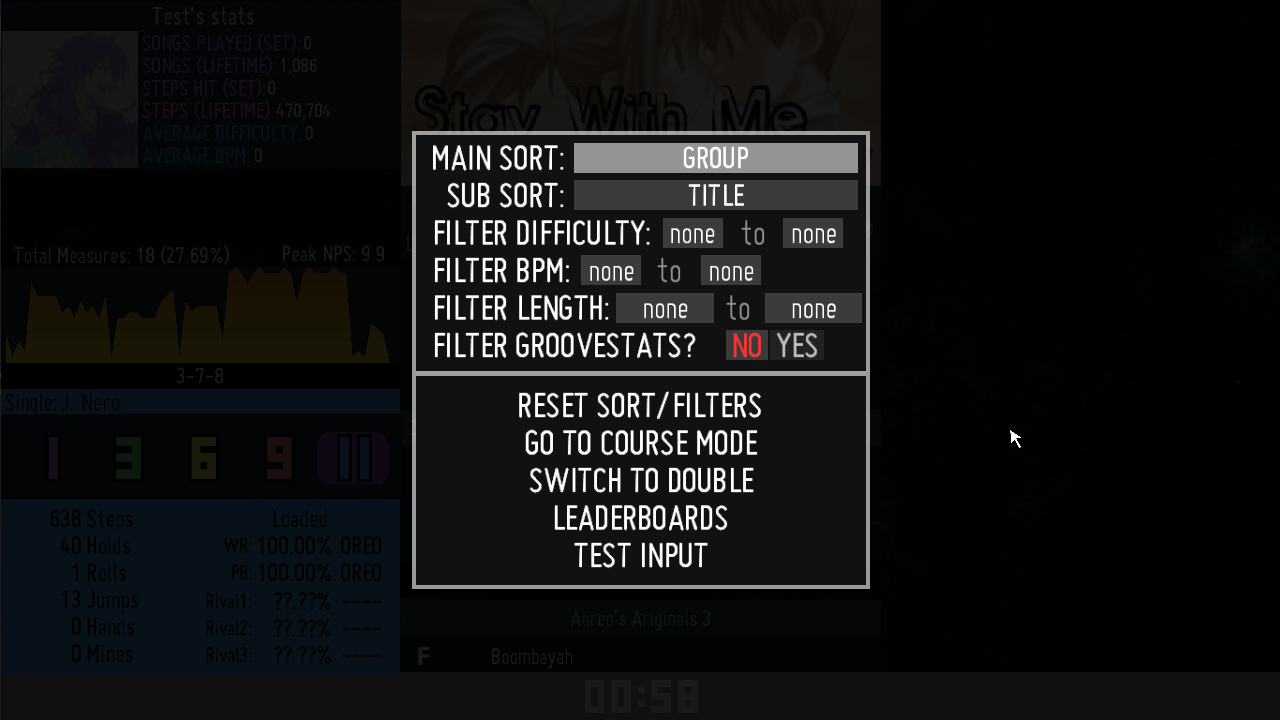 Test's stats
SONGS PLAYED (SET): 0
SONGS (LIFETIME): 1,086
STEPS HIT (SET): 0
STEPS (LIFETIME): 470,704
AVERAGE DIFFICULTY: 0
AVERAGE BPM: 0
Total Measures: 18 (27.69%) Peak NPS: 9.9
3-7-8
Single: J. Nero
1 3 6 9 11
638 Steps Loaded
40 Holds WR: 100.00% OREO
1 Rolls PB: 100.00% OREO
13 Jumps Rival1: ??.??% ----
0 Hands Rival2: ??.??% ----
0 Mines Rival3: ??.??% ----
Stay With Me
MAIN SORT: GROUP
SUB SORT: TITLE
FILTER DIFFICULTY: none to none
FILTER BPM: none to none
FILTER LENGTH: none to none
FILTER GROOVESTATS? NO YES
RESET SORT/FILTERS
GO TO COURSE MODE
SWITCH TO DOUBLE
LEADERBOARDS
TEST INPUT
Aoreo's Ariginals 3
F Boombayah
00:58